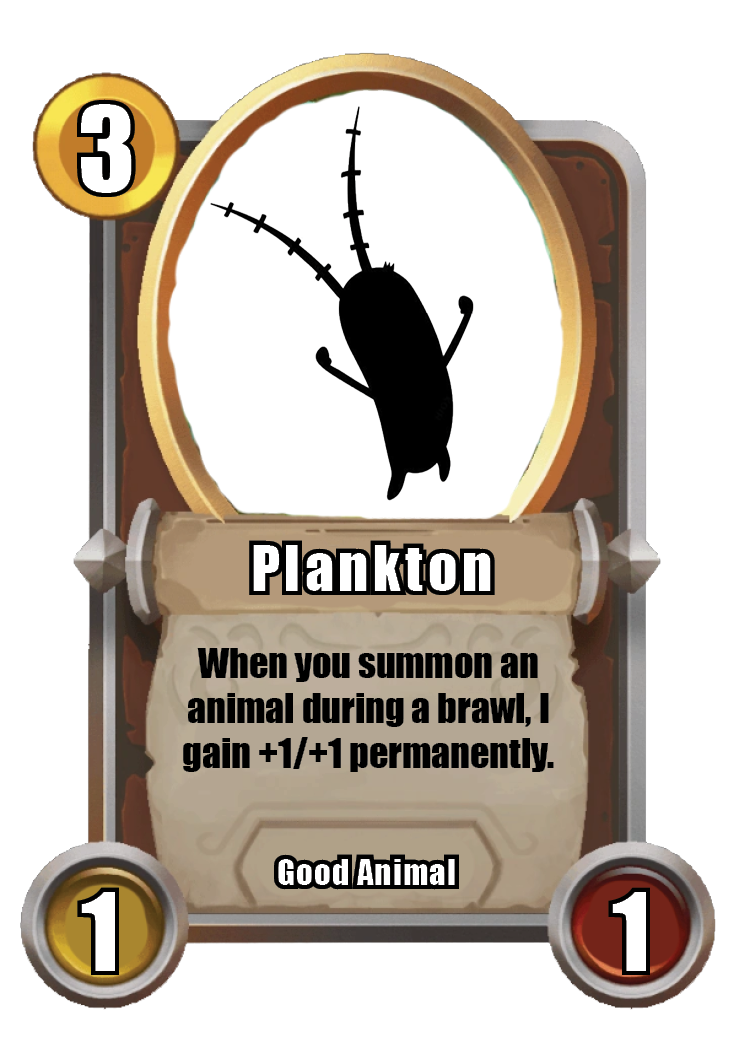 3
Plankton
When you summon an
animal during a brawl, I
gain +1/+1 permanently.
Good Animal
1
1